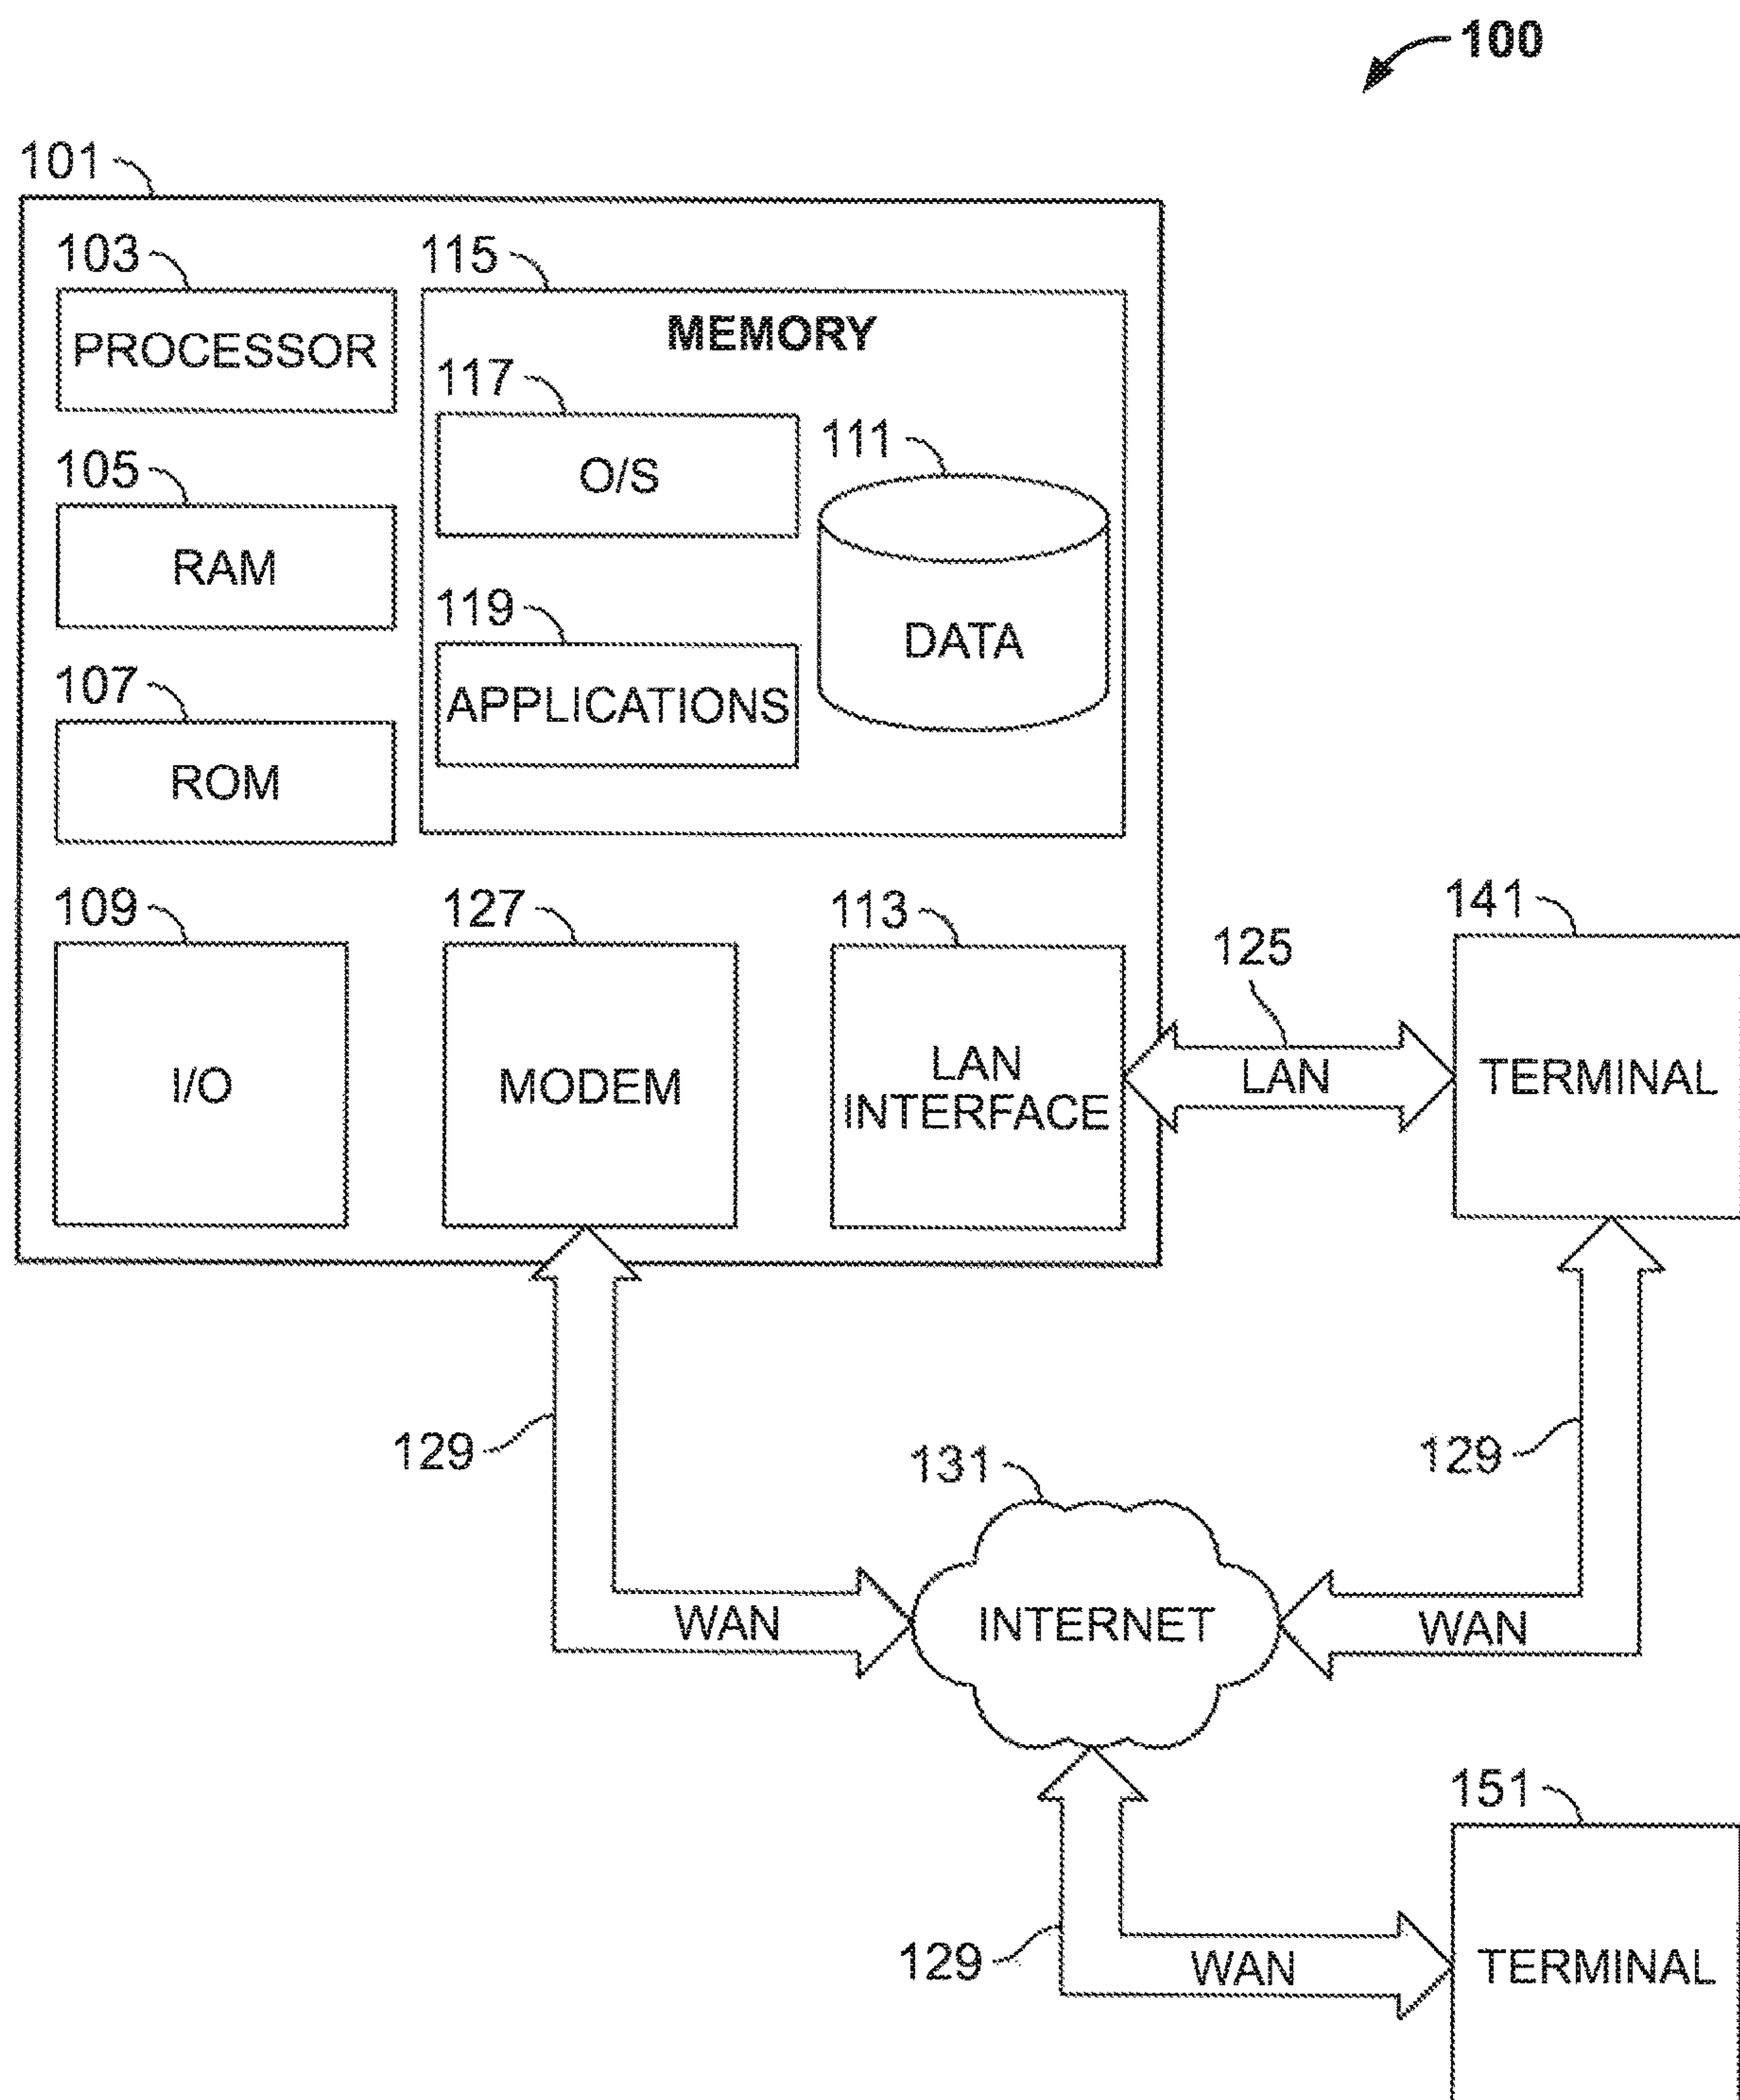 100
101
103
115
PROCESSOR
MEMORY
117
111
O/S
105
RAM
119
DATA
APPLICATIONS
107
ROM
109
127
113
141
125
I/O
MODEM
LAN
INTERFACE
LAN
TERMINAL
129
131
129
WAN
INTERNET
WAN
151
129
WAN
TERMINAL